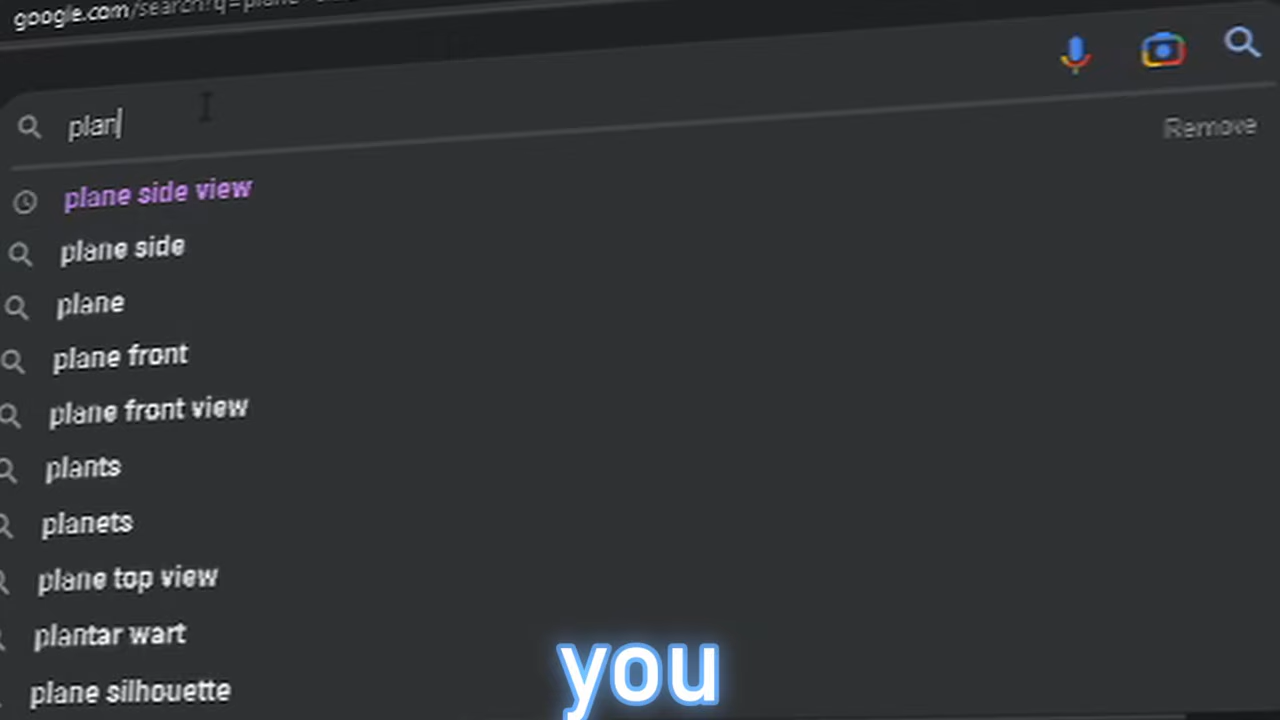 google.com/search?q=plane
plan
Remove
plane side view
plane side
plane
plane front
plane front view
plants
planets
plane top view
plantar wart
plane silhouette
you